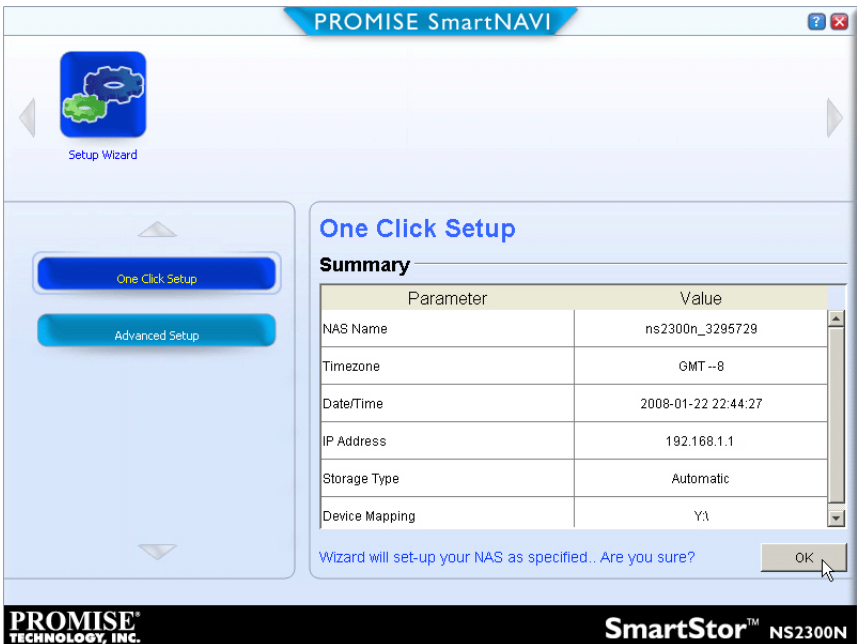 PROMISE SmartNAVI
?
Setup Wizard
One Click Setup
Advanced Setup
One Click Setup
Summary
Parameter Value
NAS Name ns2300n_3295729
Timezone GMT --8
Date/Time 2008-01-22 22:44:27
IP Address 192.168.1.1
Storage Type Automatic
Device Mapping Y:\
Wizard will set-up your NAS as specified.. Are you sure?
OK
PROMISE®
TECHNOLOGY, INC.
SmartStor™ NS2300N